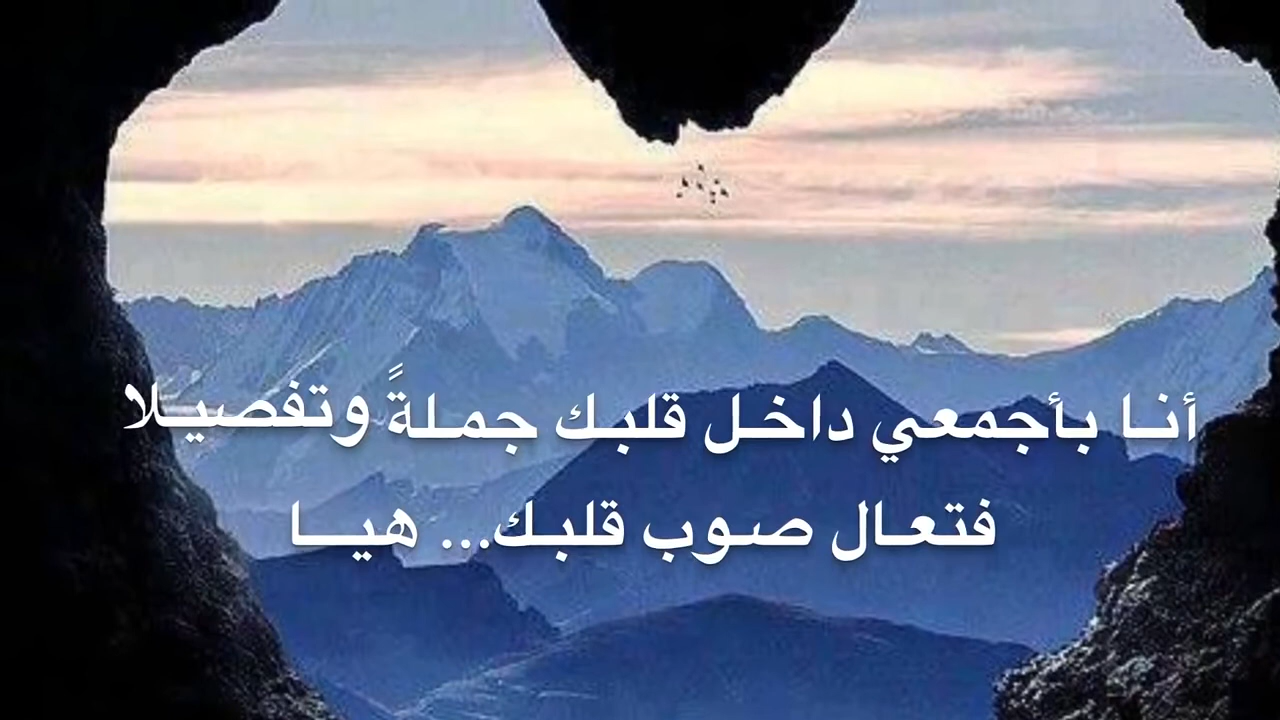 أنا بأجمعي داخل قلبك جملةً وتفصيلا
فتعال صوب قلبك... هيا